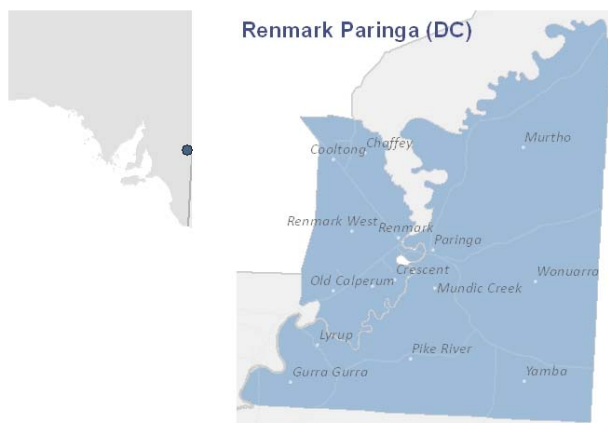 Renmark Paringa (DC)
Chaffey
Murtho
Cooltong
Renmark West
Renmark
Paringa
Crescent
Wonuarra
Old Calperum
Mundic Creek
Lyrup
Pike River
Gurra Gurra
Yamba